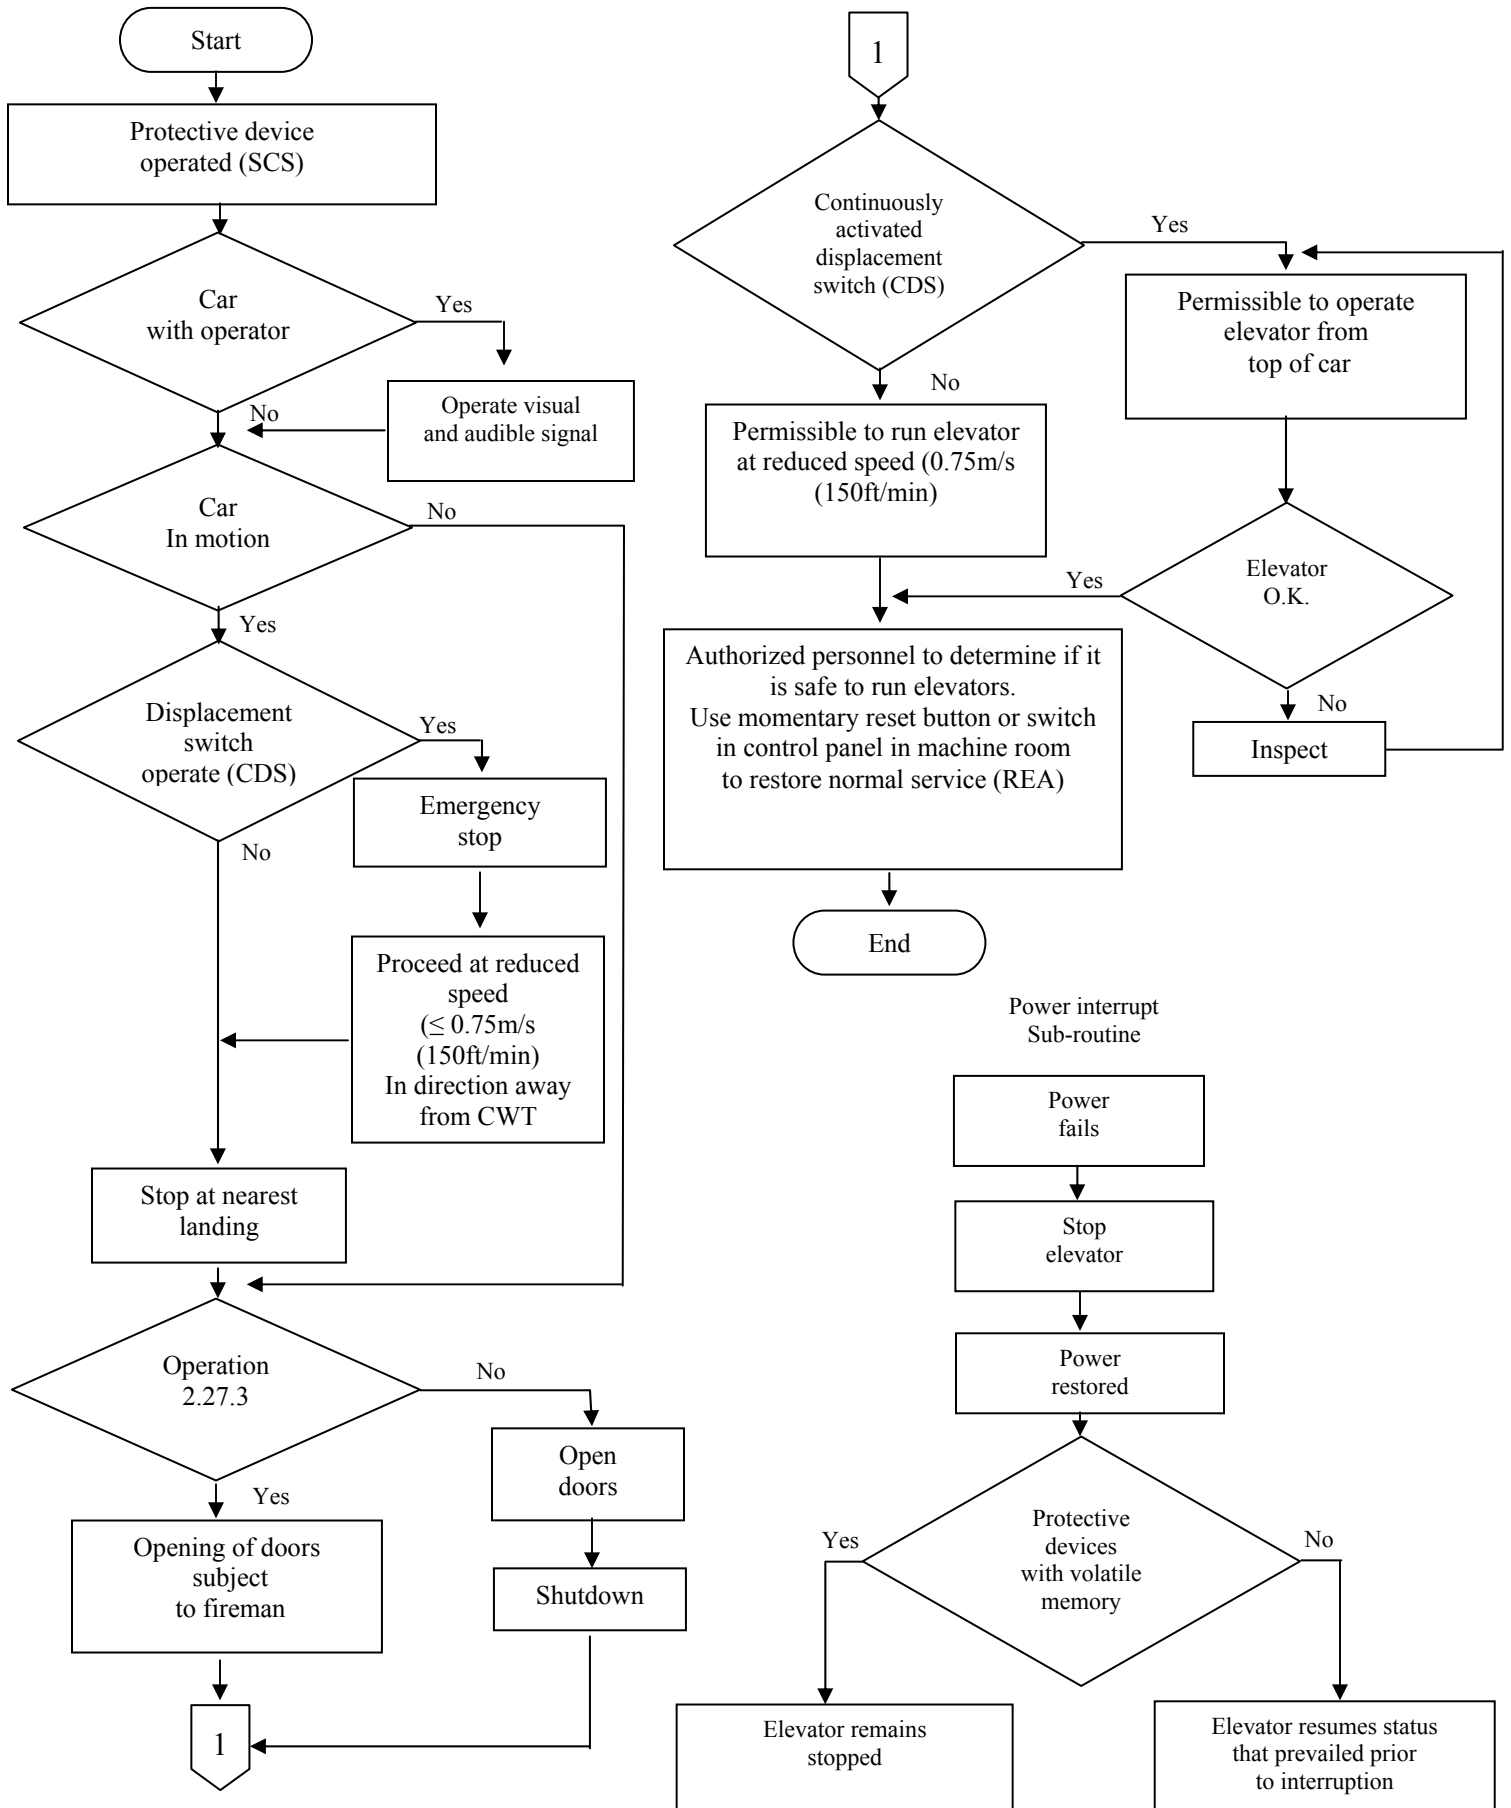 Start
Protective device
operated (SCS)
Car
with operator
Yes
Operate visual
and audible signal
No
Car
In motion
No
Yes
Displacement
switch
operate (CDS)
Yes
Emergency
stop
No
Proceed at reduced
speed
(≤ 0.75m/s
(150ft/min)
In direction away
from CWT
Stop at nearest
landing
Operation
2.27.3
No
Open
doors
Yes
Opening of doors
subject
to fireman
Shutdown
1
1
Continuously
activated
displacement
switch (CDS)
Yes
Permissible to operate
elevator from
top of car
No
Permissible to run elevator
at reduced speed (0.75m/s
(150ft/min)
Elevator
O.K.
Yes
No
Inspect
Authorized personnel to determine if it
is safe to run elevators.
Use momentary reset button or switch
in control panel in machine room
to restore normal service (REA)
End
Power interrupt
Sub-routine
Power
fails
Stop
elevator
Power
restored
Protective
devices
with volatile
memory
Yes
No
Elevator remains
stopped
Elevator resumes status
that prevailed prior
to interruption